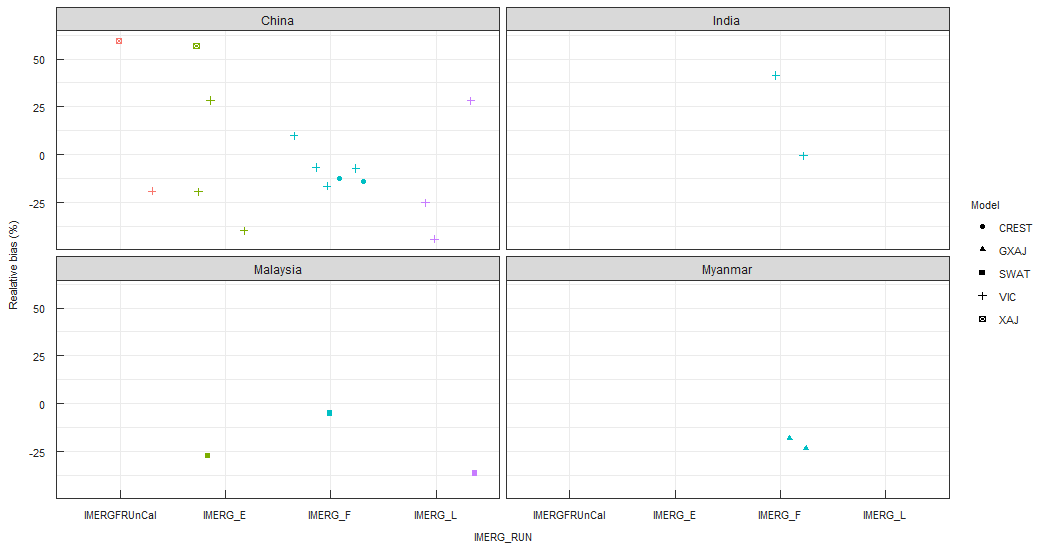 China
India
50
25
0
-25
Malaysia
Myanmar
50
25
0
-25
Realative bias (%)
IMERGFRUnCal
IMERG_E
IMERG_F
IMERG_L
IMERGFRUnCal
IMERG_E
IMERG_F
IMERG_L
IMERG_RUN
Model
CREST
GXAJ
SWAT
VIC
XAJ